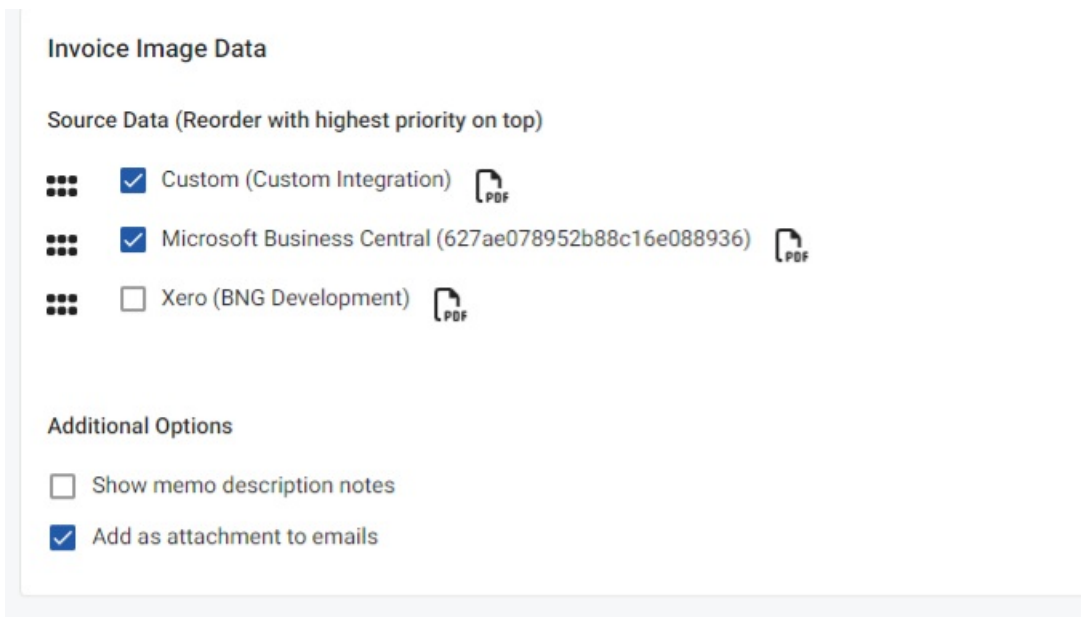 Invoice Image Data
Source Data (Reorder with highest priority on top)
Custom (Custom Integration) PDF
Microsoft Business Central (627ae078952b88c16e088936) PDF
Xero (BNG Development) PDF
Additional Options
Show memo description notes
Add as attachment to emails